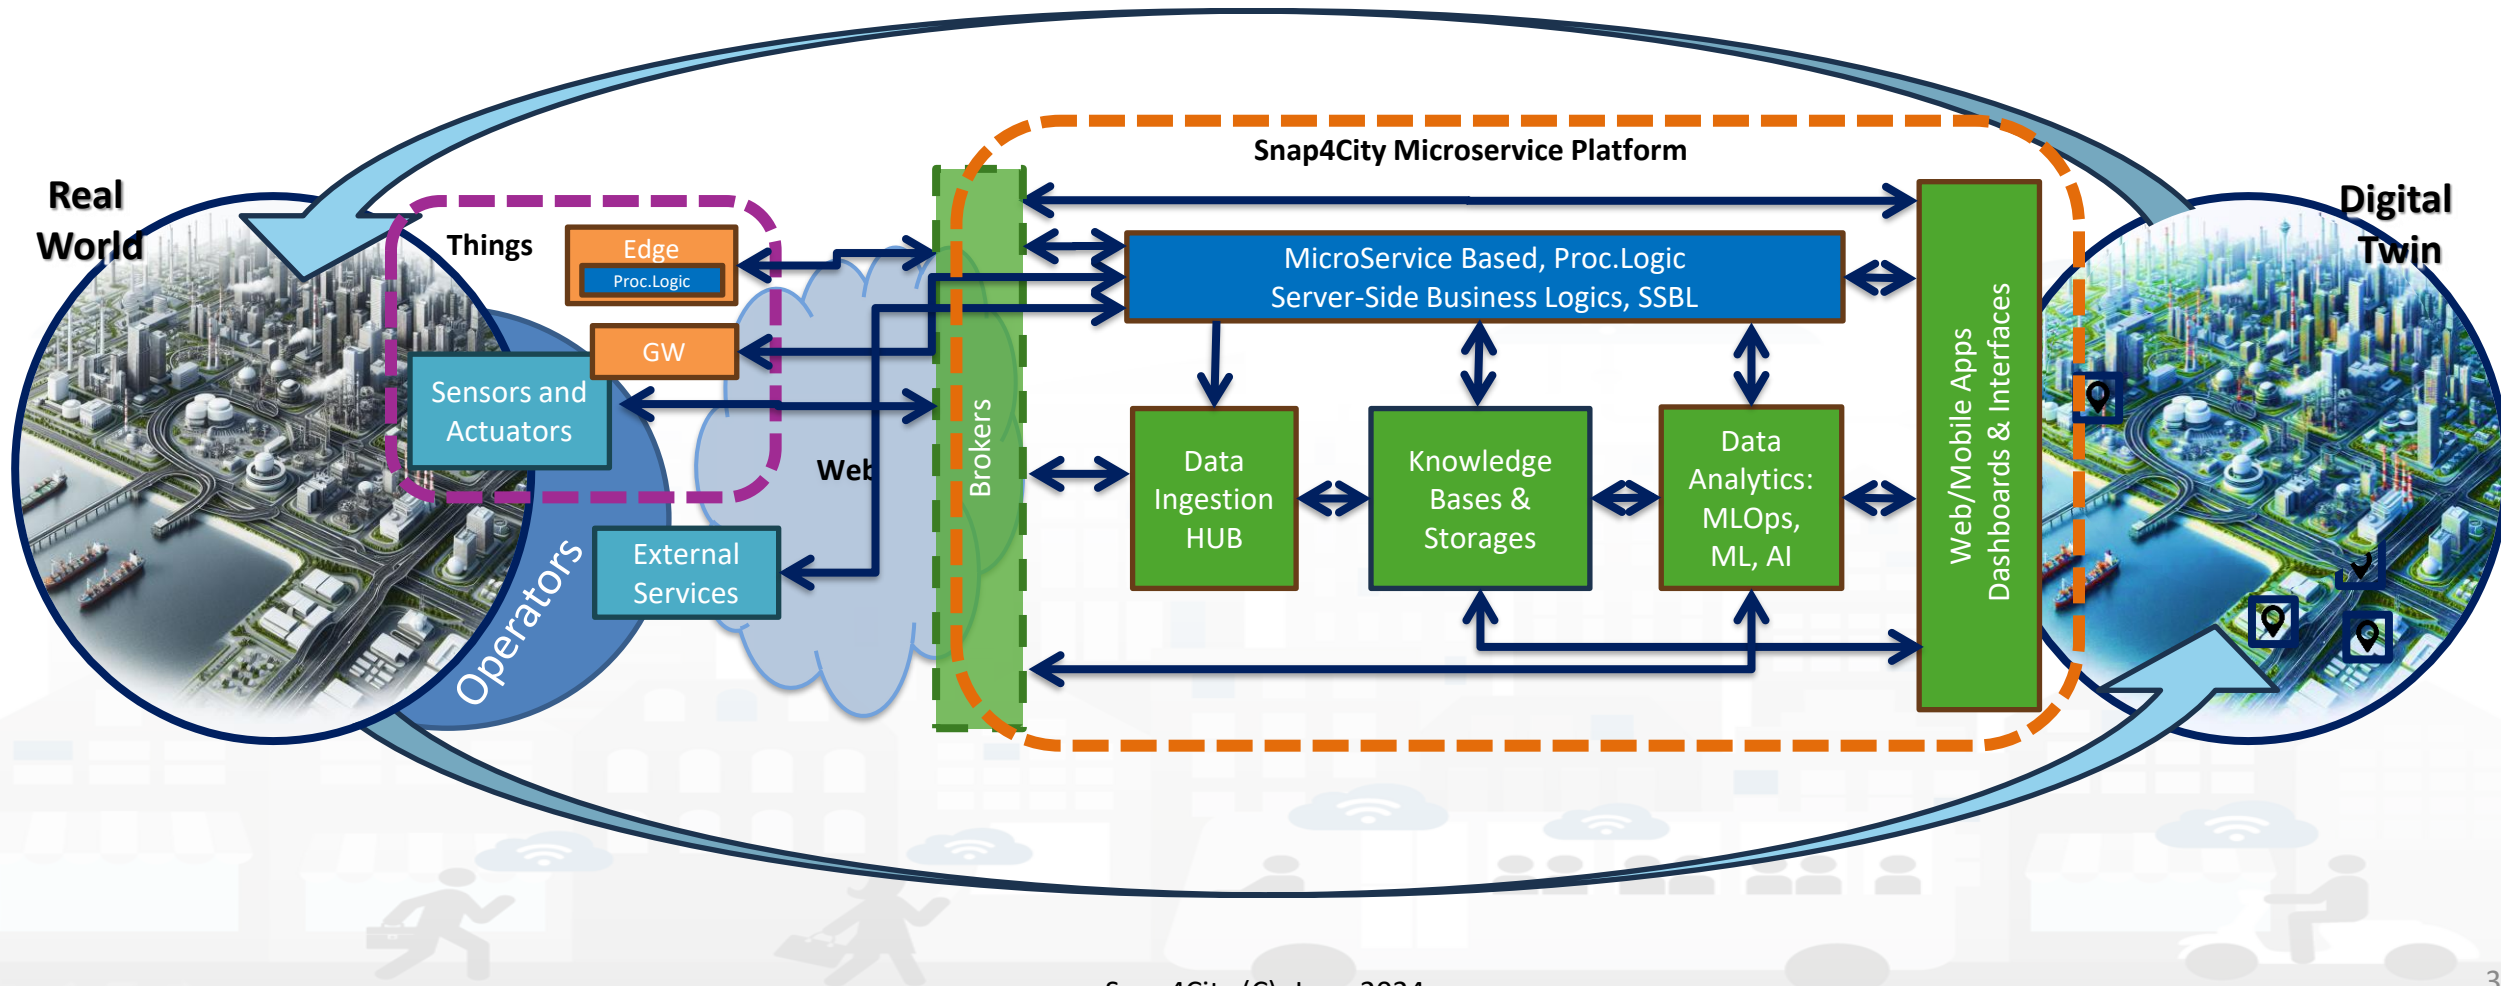 Snap4City Microservice Platform
Real
World
Digital
Twin
Things
Edge
Proc.Logic
GW
Sensors and
Actuators
Operators
External
Services
Web
Brokers
MicroService Based, Proc.Logic
Server-Side Business Logics, SSBL
Data
Ingestion
HUB
Knowledge
Bases &
Storages
Data
Analytics:
MLOps,
ML, AI
Web/Mobile Apps
Dashboards & Interfaces
3